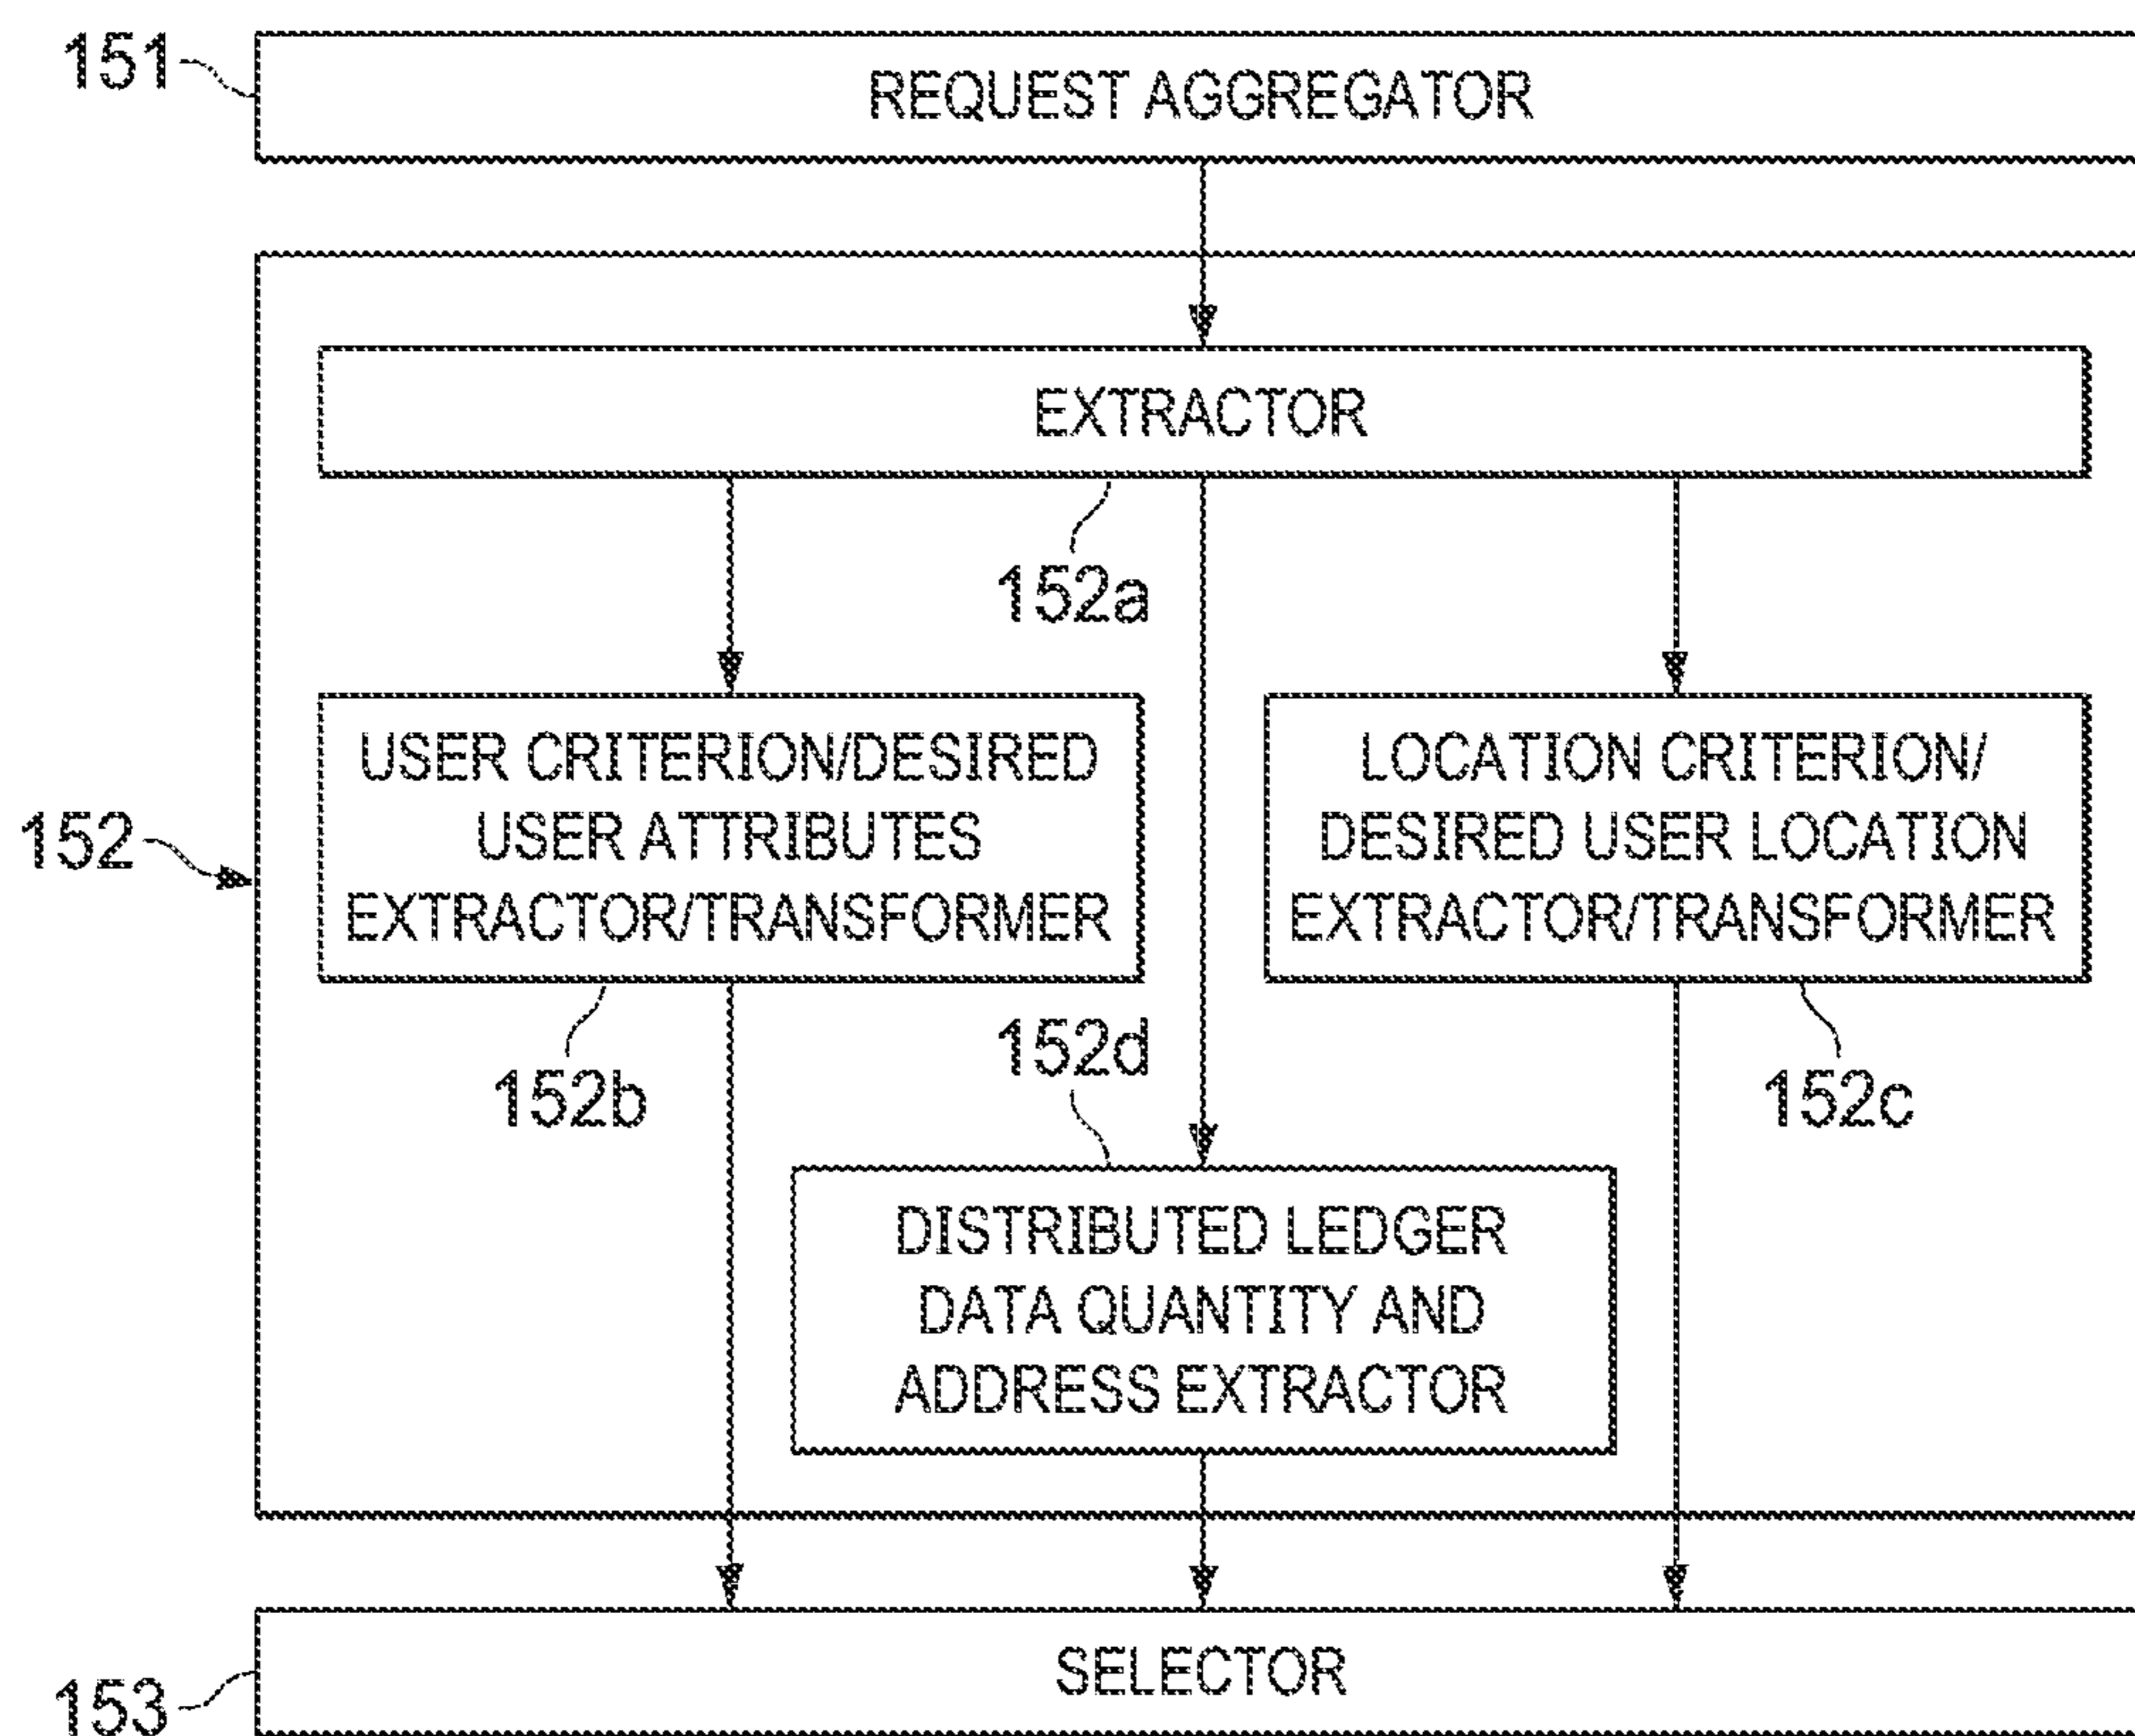 151
REQUEST AGGREGATOR
EXTRACTOR
152a
USER CRITERION/DESIRED
USER ATTRIBUTES
EXTRACTOR/TRANSFORMER
LOCATION CRITERION/
DESIRED USER LOCATION
EXTRACTOR/TRANSFORMER
152
152b
152d
152c
DISTRIBUTED LEDGER
DATA QUANTITY AND
ADDRESS EXTRACTOR
SELECTOR
153